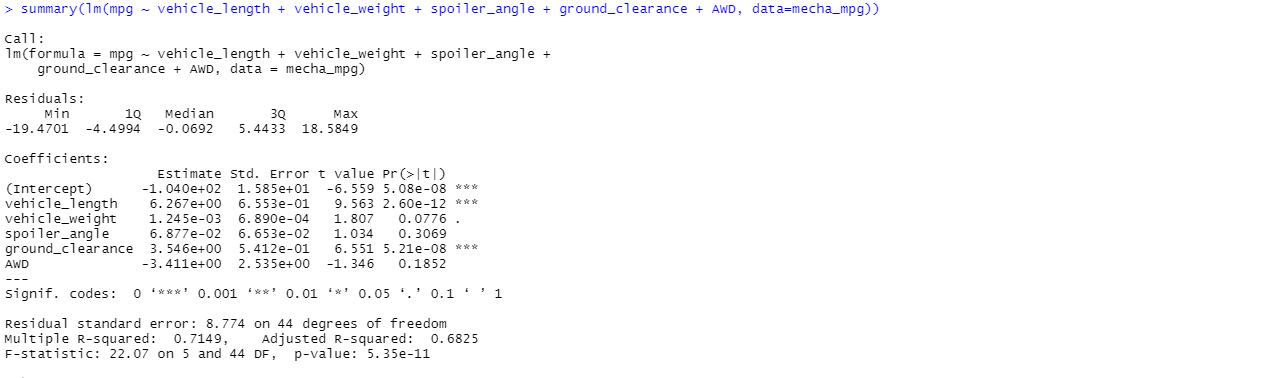 > summary(lm(mpg ~ vehicle_length + vehicle_weight + spoiler_angle + ground_clearance + AWD, data=mecha_mpg))
Call:
lm(formula = mpg ~ vehicle_length + vehicle_weight + spoiler_angle +
    ground_clearance + AWD, data = mecha_mpg)
Residuals:
     Min       1Q   Median       3Q      Max
-19.4701  -4.4994  -0.0692   5.4433  18.5849
Coefficients:
                   Estimate Std. Error t value Pr(>|t|)
(Intercept)      -1.040e+02  1.585e+01  -6.559 5.08e-08 ***
vehicle_length    6.267e+00  6.553e-01   9.563 2.60e-12 ***
vehicle_weight    1.245e-03  6.890e-04   1.807   0.0776 .
spoiler_angle     6.877e-02  6.653e-02   1.034   0.3069
ground_clearance  3.546e+00  5.412e-01   6.551 5.21e-08 ***
AWD              -3.411e+00  2.535e+00  -1.346   0.1852
---
Signif. codes:  0 ‘***’ 0.001 ‘**’ 0.01 ‘*’ 0.05 ‘.’ 0.1 ‘ ’ 1
Residual standard error: 8.774 on 44 degrees of freedom
Multiple R-squared:  0.7149,    Adjusted R-squared:  0.6825
F-statistic: 22.07 on 5 and 44 DF,  p-value: 5.35e-11